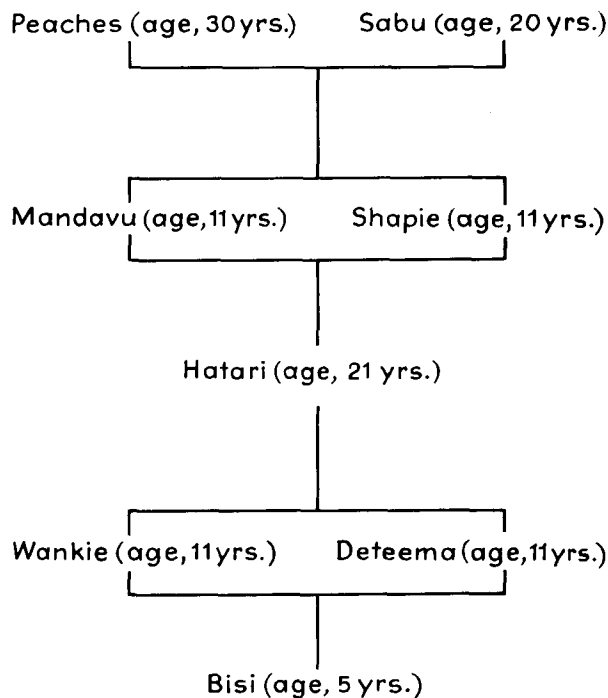 Peaches (age, 30 yrs.) Sabu (age, 20 yrs.)
Mandavu (age, 11 yrs.) Shapie (age, 11 yrs.)
Hatari (age, 21 yrs.)
Wankie (age, 11 yrs.) Deteema (age, 11 yrs.)
Bisi (age, 5 yrs.)